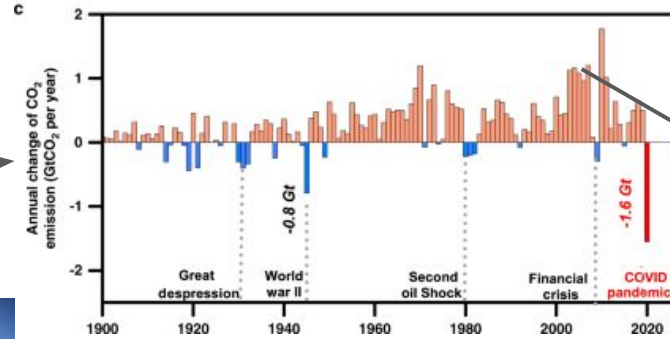 c
Annual change of CO2
emission (GtCO2 per year)
2
1
0
-1
-2
-0.8 Gt
-1.6 Gt
Great
despression
World
war II
Second
oil Shock
Financial
crisis
COVID
pandemic
1900
1920
1940
1960
1980
2000
2020